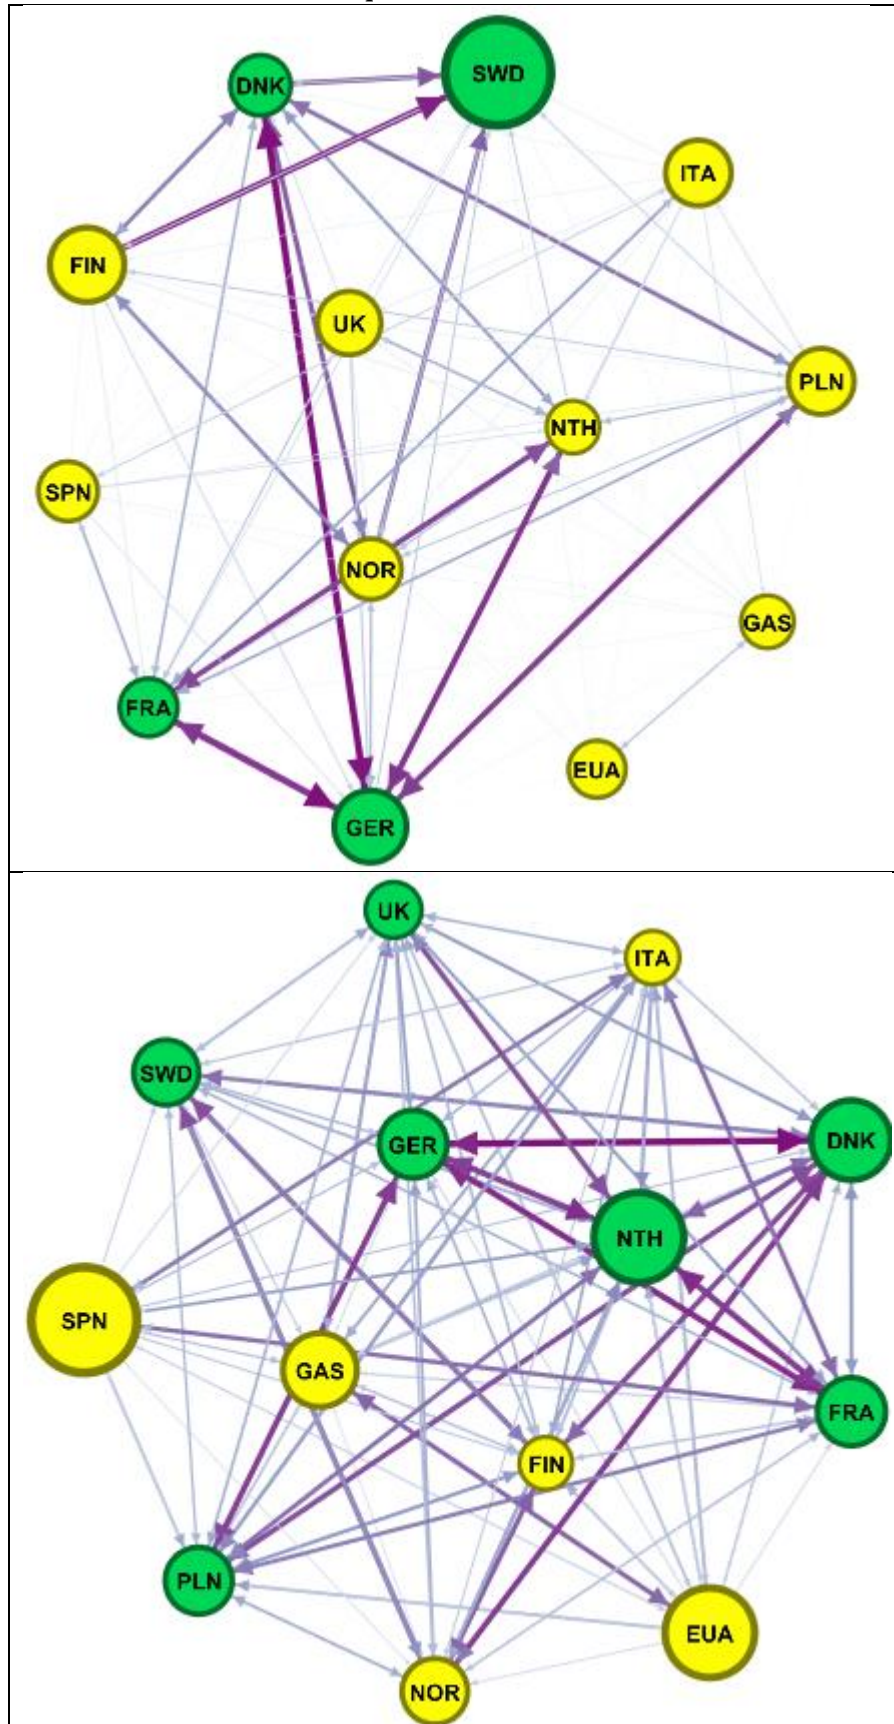 SWD
DNK
ITA
FIN
UK
PLN
NTH
SPN
NOR
GAS
FRA
EUA
GER
UK
ITA
SWD
DNK
GER
NTH
SPN
GAS
FRA
FIN
PLN
EUA
NOR